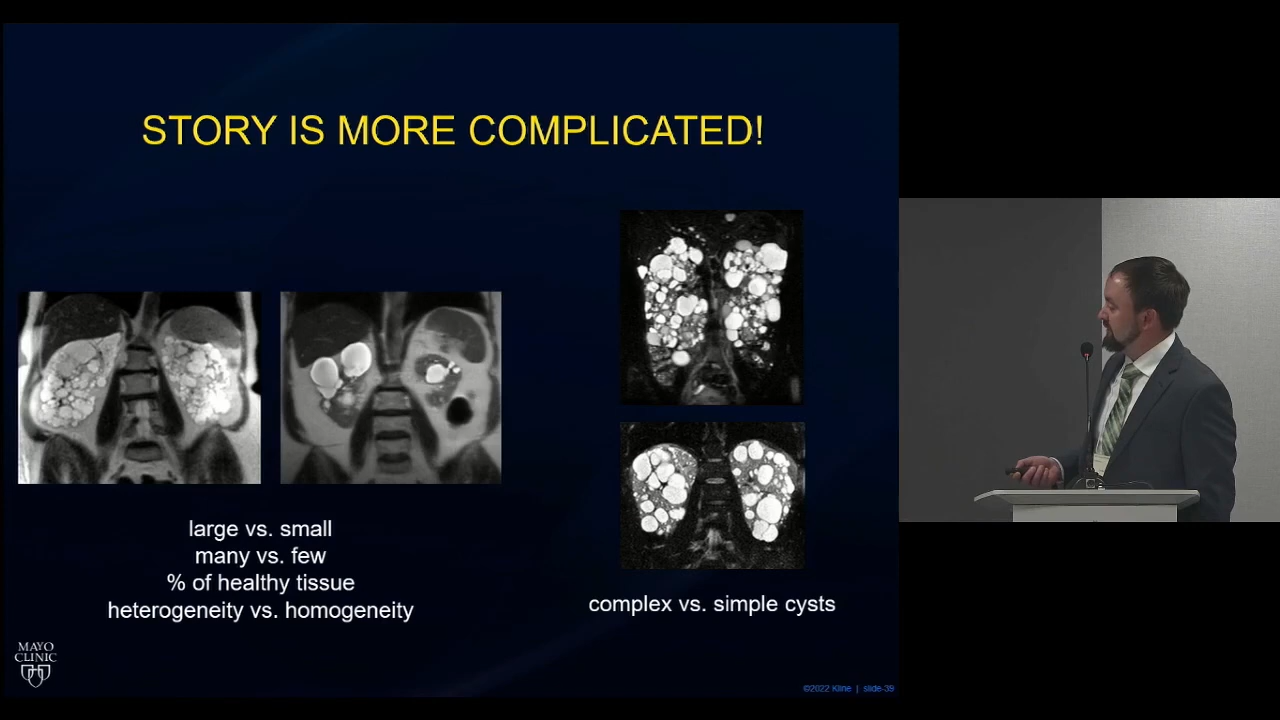 STORY IS MORE COMPLICATED!
large vs. small
many vs. few
% of healthy tissue
heterogeneity vs. homogeneity
complex vs. simple cysts
MAYO
CLINIC
©2022 Kline | slide-39